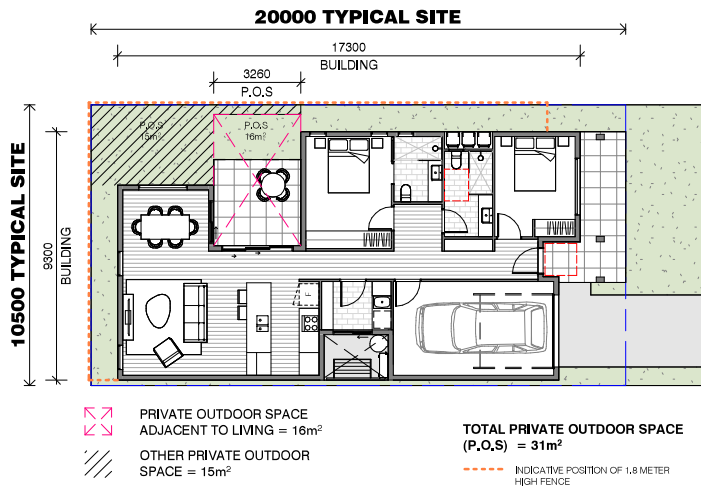 20000 TYPICAL SITE
17300
BUILDING
3260
P.O.S
P.O.S
15m²
P.O.S
16m²
10500 TYPICAL SITE
9300
BUILDING
F
PRIVATE OUTDOOR SPACE
ADJACENT TO LIVING = 16m²
OTHER PRIVATE OUTDOOR
SPACE = 15m²
TOTAL PRIVATE OUTDOOR SPACE
(P.O.S) = 31m²
INDICATIVE POSITION OF 1.8 METER
HIGH FENCE